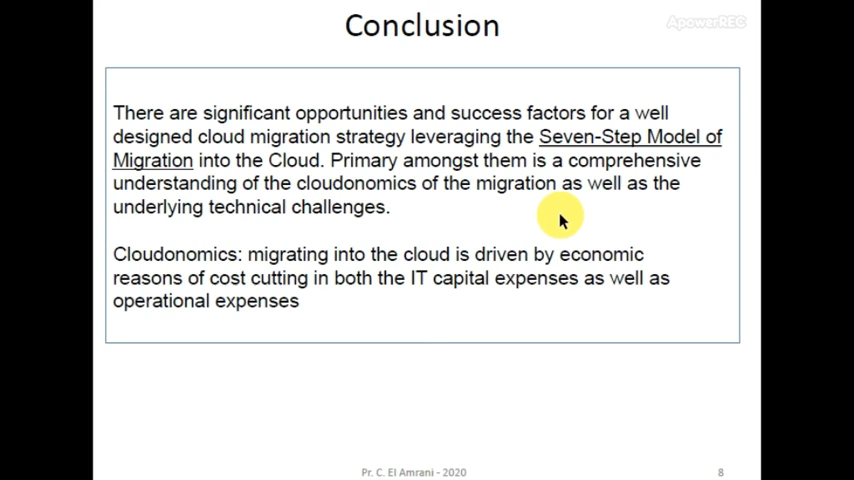 Conclusion
ApowerREC
There are significant opportunities and success factors for a well
designed cloud migration strategy leveraging the Seven-Step Model of
Migration into the Cloud. Primary amongst them is a comprehensive
understanding of the cloudonomics of the migration as well as the
underlying technical challenges.
Cloudonomics: migrating into the cloud is driven by economic
reasons of cost cutting in both the IT capital expenses as well as
operational expenses
Pr. C. El Amrani - 2020
8